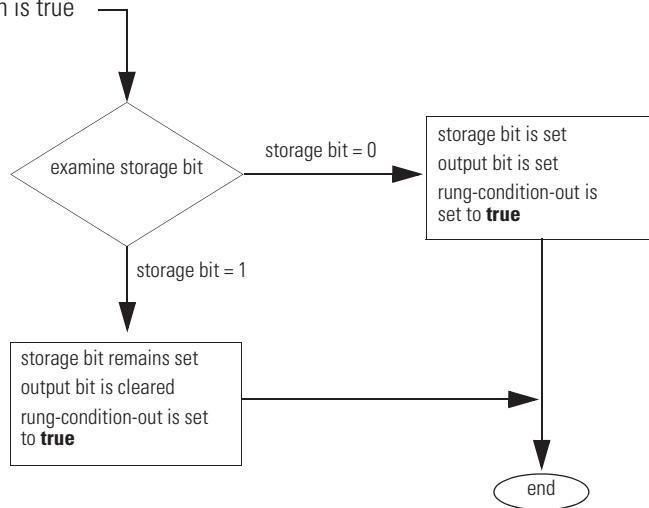 is true
examine storage bit
storage bit = 0
storage bit is set
output bit is set
rung-condition-out is
set to true
storage bit = 1
storage bit remains set
output bit is cleared
rung-condition-out is set
to true
end